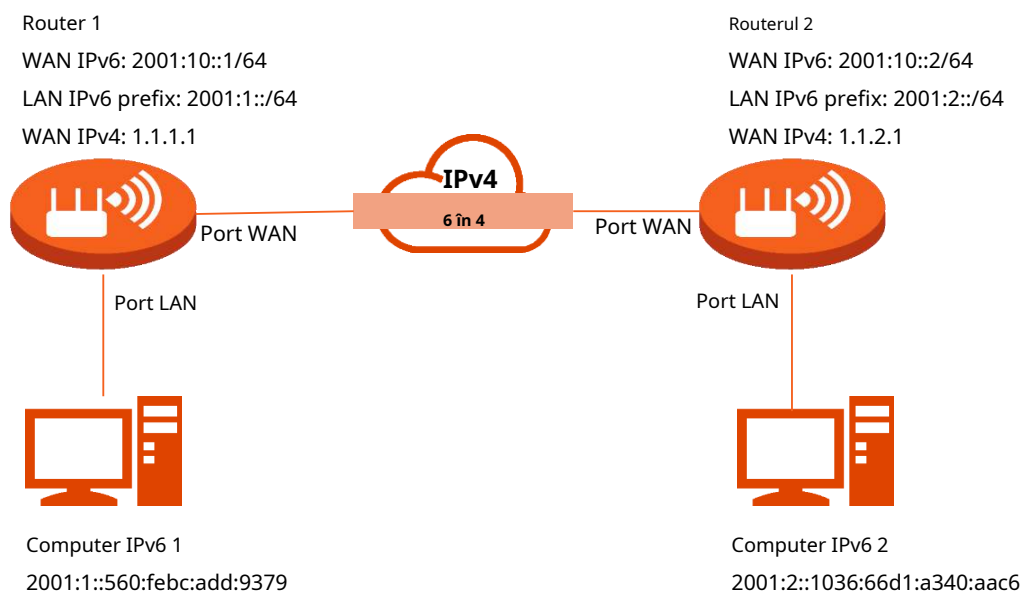 Router 1
WAN IPv6: 2001:10::1/64
LAN IPv6 prefix: 2001:1::/64
WAN IPv4: 1.1.1.1
Routerul 2
WAN IPv6: 2001:10::2/64
LAN IPv6 prefix: 2001:2::/64
WAN IPv4: 1.1.2.1
IPv4
6 în 4
Port WAN
Port WAN
Port LAN
Port LAN
Computer IPv6 1
2001:1::560:febc:add:9379
Computer IPv6 2
2001:2::1036:66d1:a340:aac6